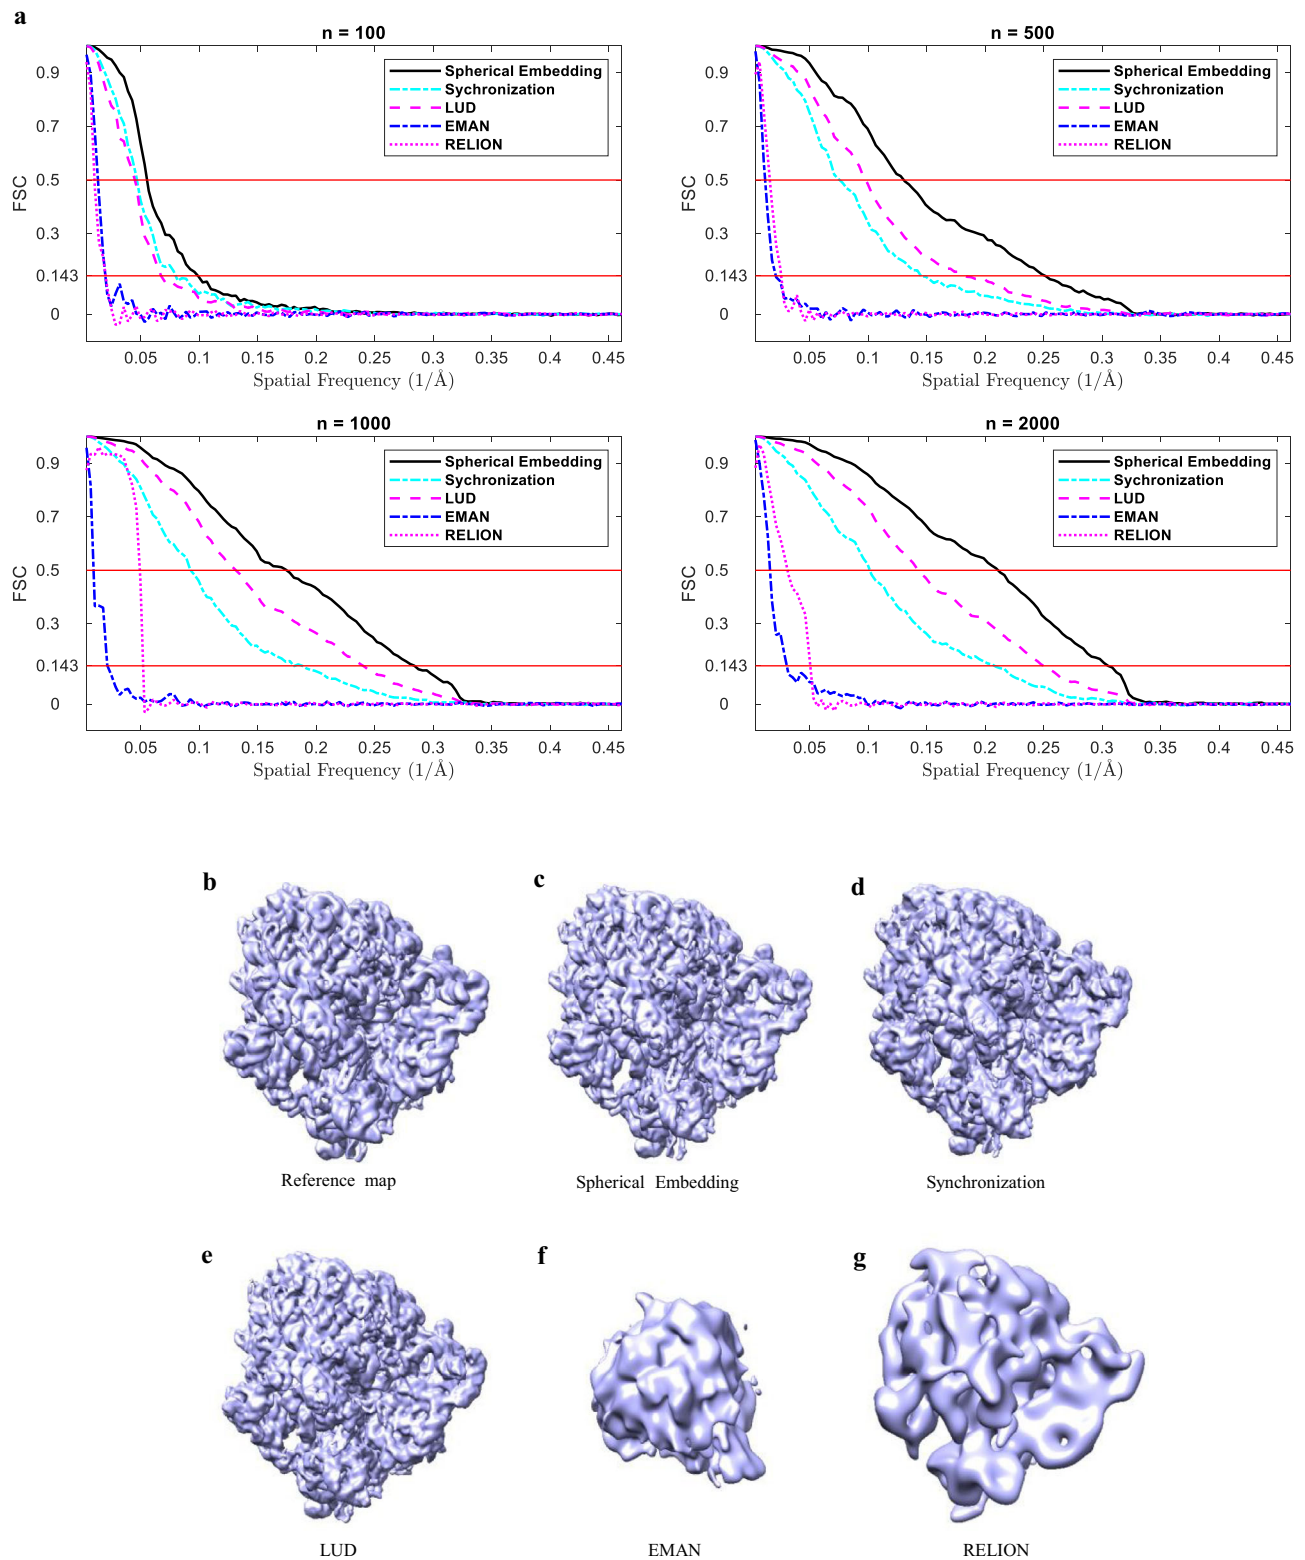 a
n = 100
Spherical Embedding
Sychronization
LUD
EMAN
RELION
FSC
0.9
0.7
0.5
0.3
0.143
0
0.05 0.1 0.15 0.2 0.25 0.3 0.35 0.4 0.45
Spatial Frequency (1/Å)
n = 500
Spherical Embedding
Sychronization
LUD
EMAN
RELION
FSC
0.9
0.7
0.5
0.3
0.143
0
0.05 0.1 0.15 0.2 0.25 0.3 0.35 0.4 0.45
Spatial Frequency (1/Å)
n = 1000
Spherical Embedding
Sychronization
LUD
EMAN
RELION
FSC
0.9
0.7
0.5
0.3
0.143
0
0.05 0.1 0.15 0.2 0.25 0.3 0.35 0.4 0.45
Spatial Frequency (1/Å)
n = 2000
Spherical Embedding
Sychronization
LUD
EMAN
RELION
FSC
0.9
0.7
0.5
0.3
0.143
0
0.05 0.1 0.15 0.2 0.25 0.3 0.35 0.4 0.45
Spatial Frequency (1/Å)
b
Reference map
c
Spherical Embedding
d
Synchronization
e
LUD
f
EMAN
g
RELION